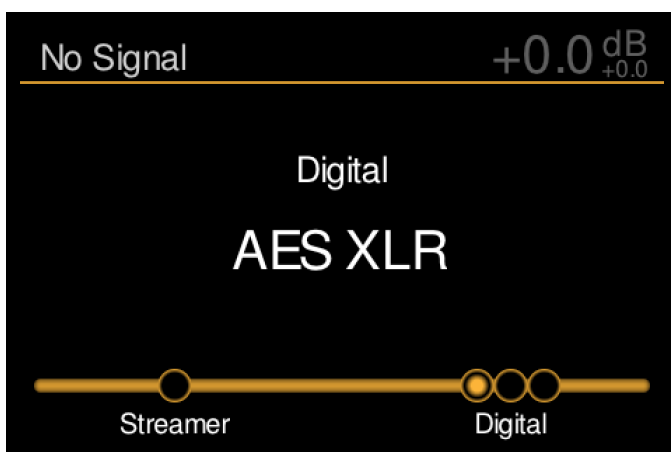 No Signal
+0.0 dB
+0.0
Digital
AES XLR
Streamer Digital